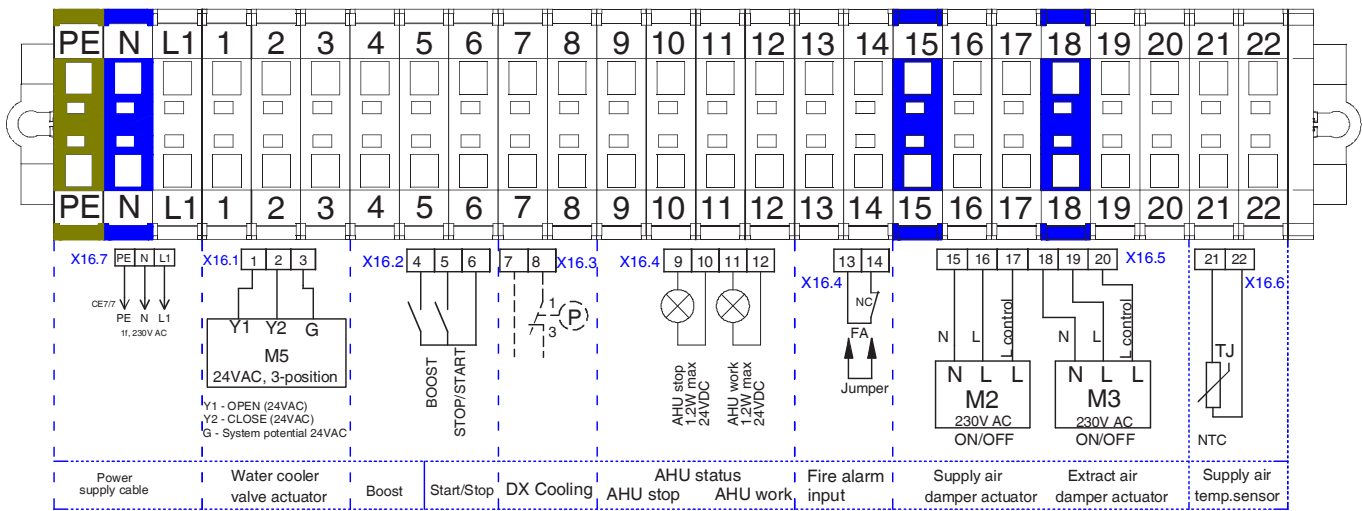 PE N L1 1 2 3 4 5 6 7 8 9 10 11 12 13 14 15 16 17 18 19 20 21 22
PE N L1 1 2 3 4 5 6 7 8 9 10 11 12 13 14 15 16 17 18 19 20 21 22
X16.7 PE N L1
CE7/7
PE N L1
1f, 230V AC
X16.1 1 2 3
Y1 Y2 G
M5
24VAC, 3-position
Y1 - OPEN (24VAC)
Y2 - CLOSE (24VAC)
G - System potential 24VAC
X16.2 4 5 6
BOOST
STOP/START
7 8 X16.3
1
P
3
X16.4 9 10 11 12
AHU stop
1.2W max
24VDC
AHU work
1.2W max
24VDC
13 14
X16.4
NC
FA
Jumper
15 16 17 18 19 20 X16.5
N L L control
N L L
M2
230V AC
ON/OFF
N L L control
N L L
M3
230V AC
ON/OFF
21 22
X16.6
TJ
NTC
Power
supply cable
Water cooler
valve actuator
Boost
Start/Stop
DX Cooling
AHU status
AHU stop AHU work
Fire alarm
input
Supply air
damper actuator
Extract air
damper actuator
Supply air
temp.sensor